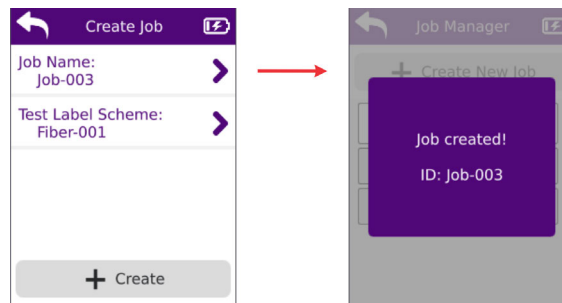 Create Job
Job Name:
Job-003
Test Label Scheme:
Fiber-001
+ Create
Job Manager
+ Create New Job
Job created!
ID: Job-003